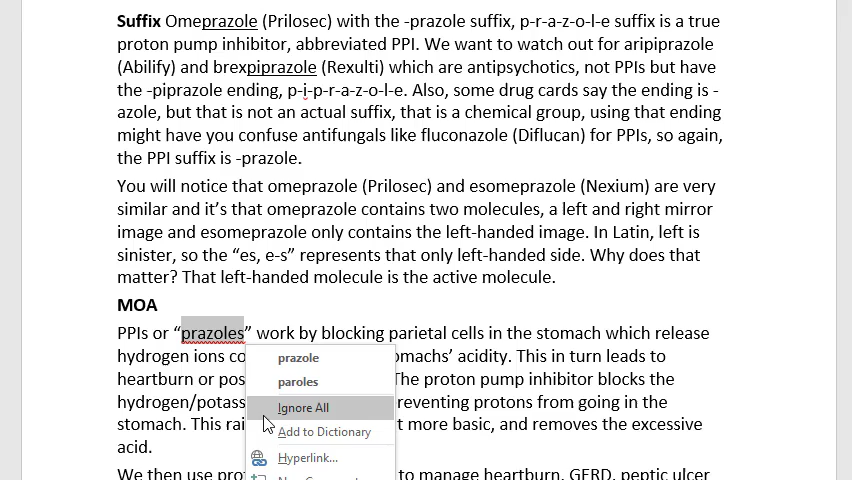 Suffix Omeprazole (Prilosec) with the -prazole suffix, p-r-a-z-o-l-e suffix is a true
proton pump inhibitor, abbreviated PPI. We want to watch out for aripiprazole
(Abilify) and brexpiprazole (Rexulti) which are antipsychotics, not PPIs but have
the -piprazole ending, p-i-p-r-a-z-o-l-e. Also, some drug cards say the ending is -
azole, but that is not an actual suffix, that is a chemical group, using that ending
might have you confuse antifungals like fluconazole (Diflucan) for PPIs, so again,
the PPI suffix is -prazole.
You will notice that omeprazole (Prilosec) and esomeprazole (Nexium) are very
similar and it’s that omeprazole contains two molecules, a left and right mirror
image and esomeprazole only contains the left-handed image. In Latin, left is
sinister, so the “es, e-s” represents that only left-handed side. Why does that
matter? That left-handed molecule is the active molecule.
MOA
PPIs or “prazoles” work by blocking parietal cells in the stomach which release
hydrogen ions co omachs’ acidity. This in turn leads to
prazole
heartburn or pos The proton pump inhibitor blocks the
paroles
hydrogen/potass reventing protons from going in the
Ignore All
stomach. This rai t more basic, and removes the excessive
Add to Dictionary
acid.
Hyperlink...
We then use pro to manage heartburn, GERD, peptic ulcer